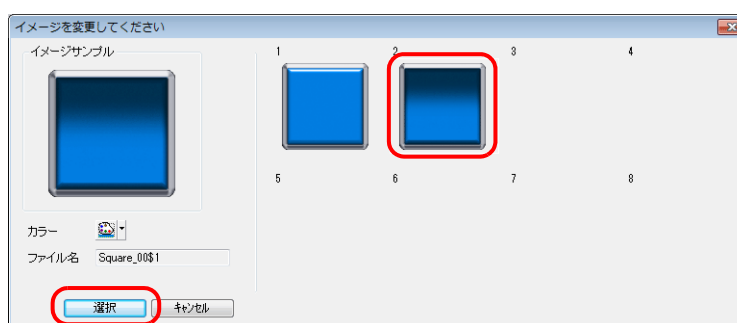 イメージを変更してください
イメージサンプル
1 2 3 4
5 6 7 8
カラー
ファイル名 Square_00$1
選択 キャンセル